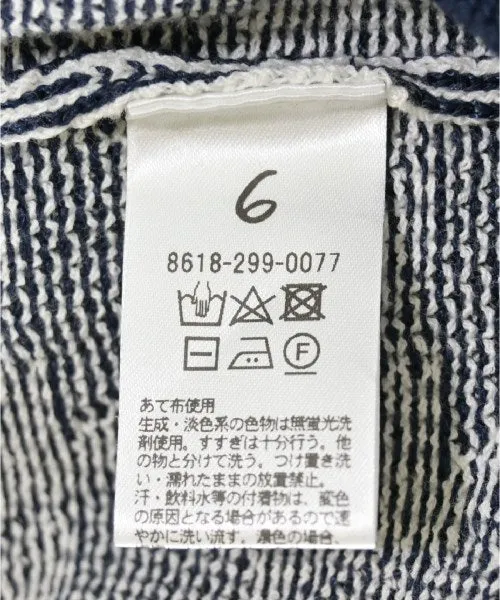 6
8618-299-0077
F
あて布使用
生成・淡色系の色物は無蛍光洗
剤使用。すすぎは十分行う。他
の物と分けて洗う。つけ置き洗
い・濡れたままの放置禁止。
汗・飲料水等の付着物は、変色
の原因となる場合があるので速
やかに洗い流す。濃色の場合、